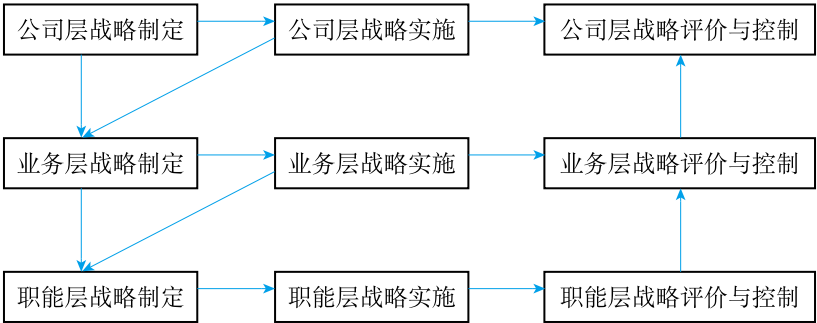 公司层战略制定
公司层战略实施
公司层战略评价与控制
业务层战略制定
业务层战略实施
业务层战略评价与控制
职能层战略制定
职能层战略实施
职能层战略评价与控制